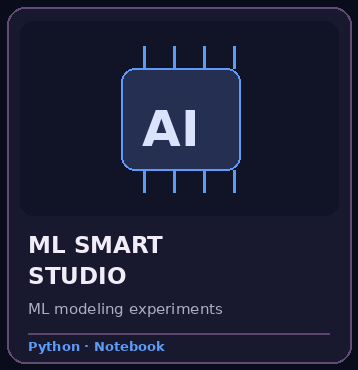 AI
ML SMART
STUDIO
ML modeling experiments
Python · Notebook